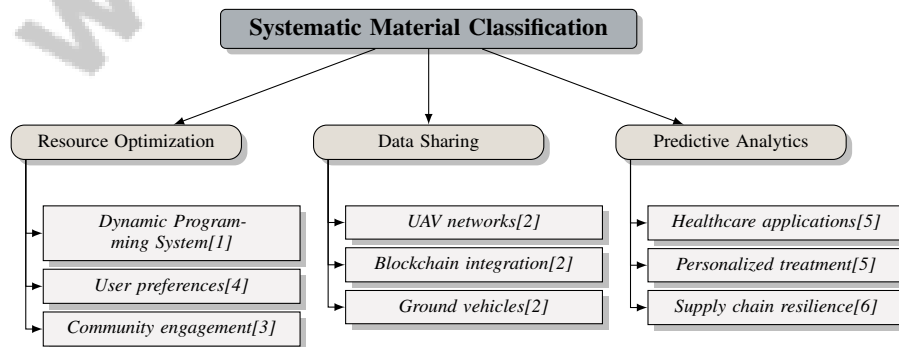 Systematic Material Classification
Resource Optimization
Data Sharing
Predictive Analytics
Dynamic Program-
ming System[1]
User preferences[4]
Community engagement[3]
UAV networks[2]
Blockchain integration[2]
Ground vehicles[2]
Healthcare applications[5]
Personalized treatment[5]
Supply chain resilience[6]